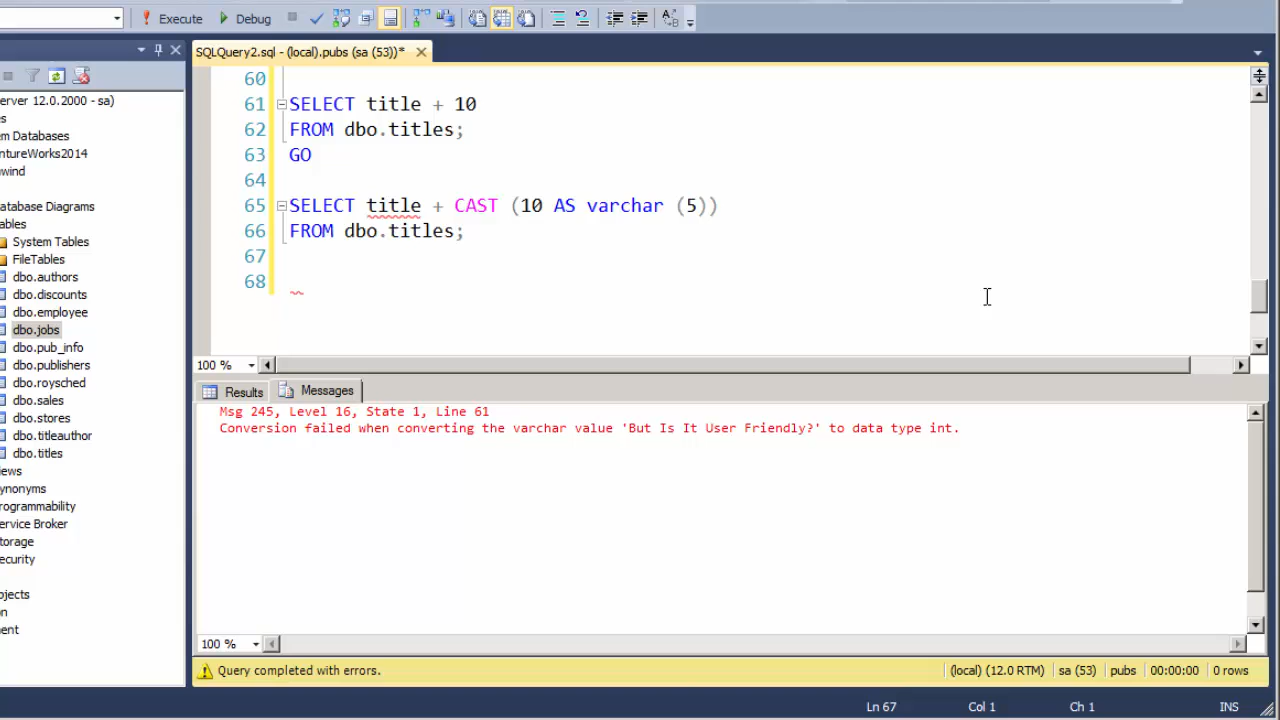 Execute
Debug
SQLQuery2.sql - (local).pubs (sa (53))*
erver 12.0.2000 - sa)
es
em Databases
entureWorks2014
wind
atabase Diagrams
ables
System Tables
FileTables
dbo.authors
dbo.discounts
dbo.employee
dbo.jobs
dbo.pub_info
dbo.publishers
dbo.roysched
dbo.sales
dbo.stores
dbo.titleauthor
dbo.titles
iews
ynonyms
rogrammability
ervice Broker
torage
ecurity
bjects
on
ment
60
61 SELECT title + 10
62 FROM dbo.titles;
63 GO
64
65 SELECT title + CAST (10 AS varchar (5))
66 FROM dbo.titles;
67
68
100 %
Results
Messages
Msg 245, Level 16, State 1, Line 61
Conversion failed when converting the varchar value 'But Is It User Friendly?' to data type int.
100 %
Query completed with errors.
(local) (12.0 RTM)
sa (53)
pubs
00:00:00
0 rows
Ln 67
Col 1
Ch 1
INS